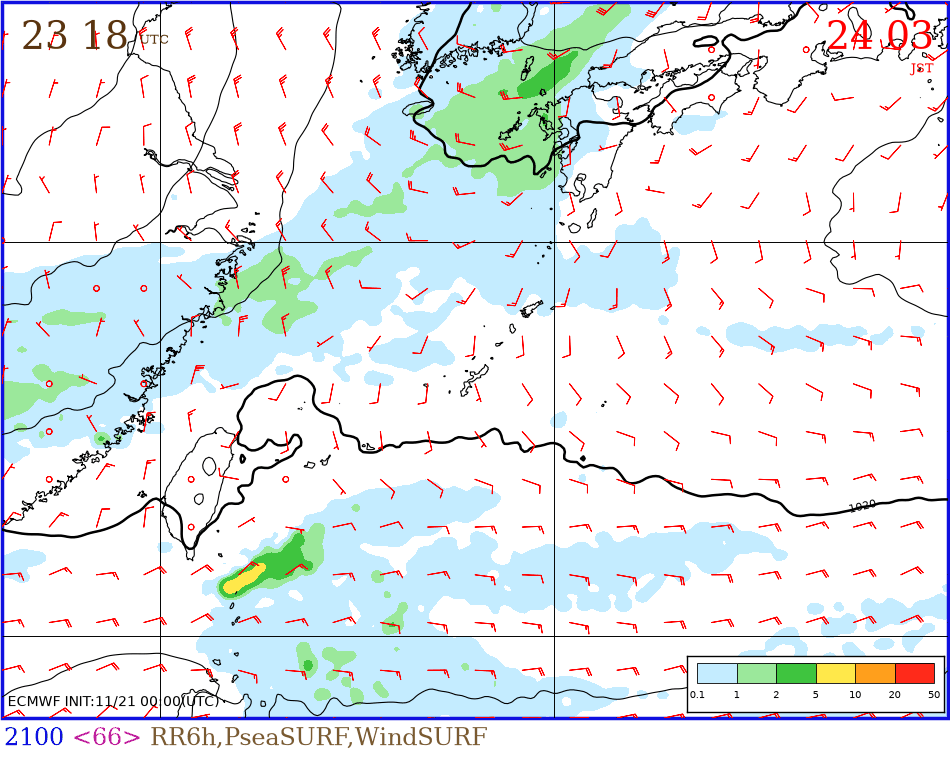 23 18 UTC
24 03
JST
1020
0.1 1 2 5 10 20 50
ECMWF INIT:11/21 00:00(UTC)
2100 <66> RR6h,PseaSURF,WindSURF